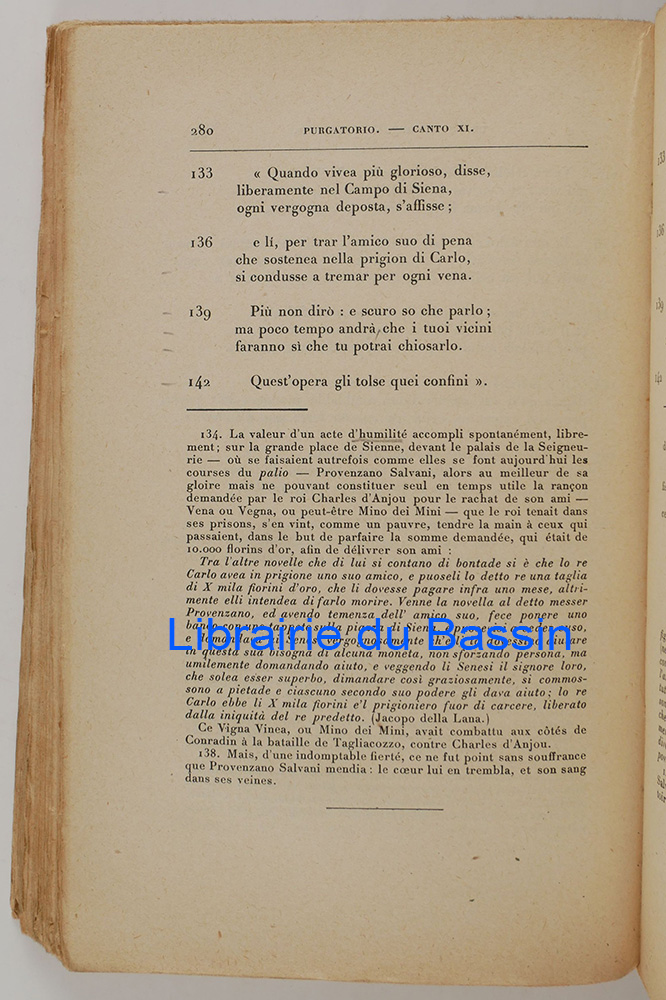 280 PURGATORIO. — CANTO XI.
133 « Quando vivea più glorioso, disse,
liberamente nel Campo di Siena,
ogni vergogna deposta, s'affisse ;
136 e lí, per trar l'amico suo di pena
che sostenea nella prigion di Carlo,
si condusse a tremar per ogni vena.
139 Più non dirò : e scuro so che parlo ;
ma poco tempo andrà, che i tuoi vicini
faranno sì che tu potrai chiosarlo.
142 Quest'opera gli tolse quei confini ».
134. La valeur d'un acte d'humilité accompli spontanément, libre-
ment ; sur la grande place de Sienne, devant le palais de la Seigneu-
rie — où se faisaient autrefois comme elles se font aujourd'hui les
courses du palio — Provenzano Salvani, alors au meilleur de sa
gloire mais ne pouvant constituer seul en temps utile la rançon
demandée par le roi Charles d'Anjou pour le rachat de son ami —
Vena ou Vegna, ou peut-être Mino dei Mini — que le roi tenait dans
ses prisons, s'en vint, comme un pauvre, tendre la main à ceux qui
passaient, dans le but de parfaire la somme demandée, qui était de
10.000 florins d'or, afin de délivrer son ami :
Tra l'altre novelle che di lui si contano di bontade si è che lo re
Carlo avea in prigione uno suo amico, e puoseli lo detto re una taglia
di X mila fiorini d'oro, che li dovesse pagare infra uno mese, altri-
mente elli intendea di farlo morire. Venne la novella al detto messer
Provenzano, ed avendo temenza dell' amico suo, fece ponere uno
banco con uno tappeto sulla piazza di Siena, e puosevisi a seder suso,
e domandava
Librairie du Bassin
in questa sua bisogna di alcuna moneta, non sforzando persona, ma
umilemente domandando aiuto, e veggendo li Senesi il signore loro,
che solea esser superbo, dimandare così graziosamente, si commos-
sono a pietade e ciascuno secondo suo podere gli dava aiuto ; lo re
Carlo ebbe li X mila fiorini e'l prigioniero fuor di carcere, liberato
dalla iniquità del re predetto. (Jacopo della Lana.)
Ce Vigna Vinea, ou Mino dei Mini, avait combattu aux côtés de
Conradin à la bataille de Tagliacozzo, contre Charles d'Anjou.
138. Mais, d'une indomptable fierté, ce ne fut point sans souffrance
que Provenzano Salvani mendia : le cœur lui en trembla, et son sang
dans ses veines.